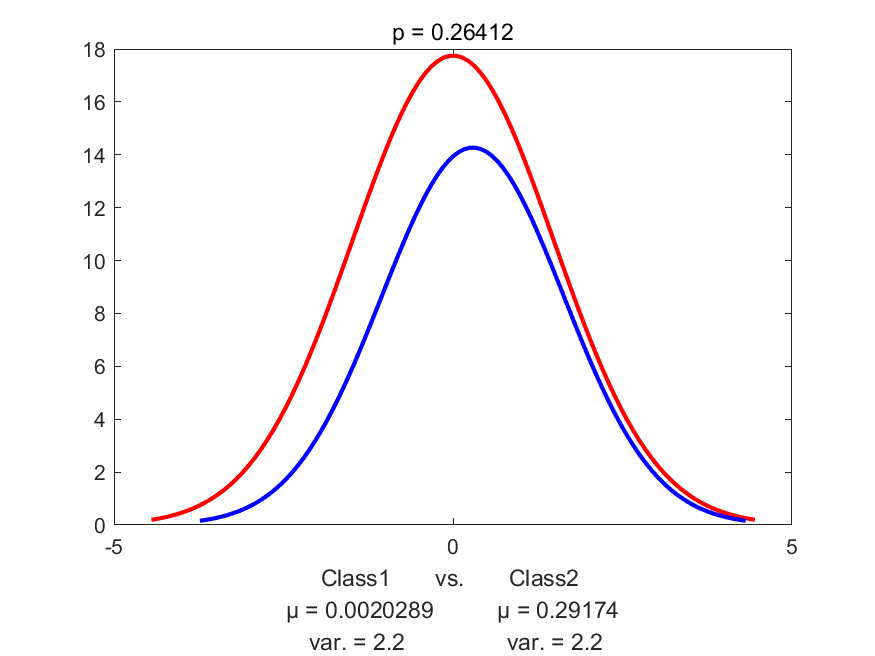 p = 0.26412
18
16
14
12
10
8
6
4
2
0
-5 0 5
Class1 vs. Class2
μ = 0.0020289 μ = 0.29174
var. = 2.2 var. = 2.2